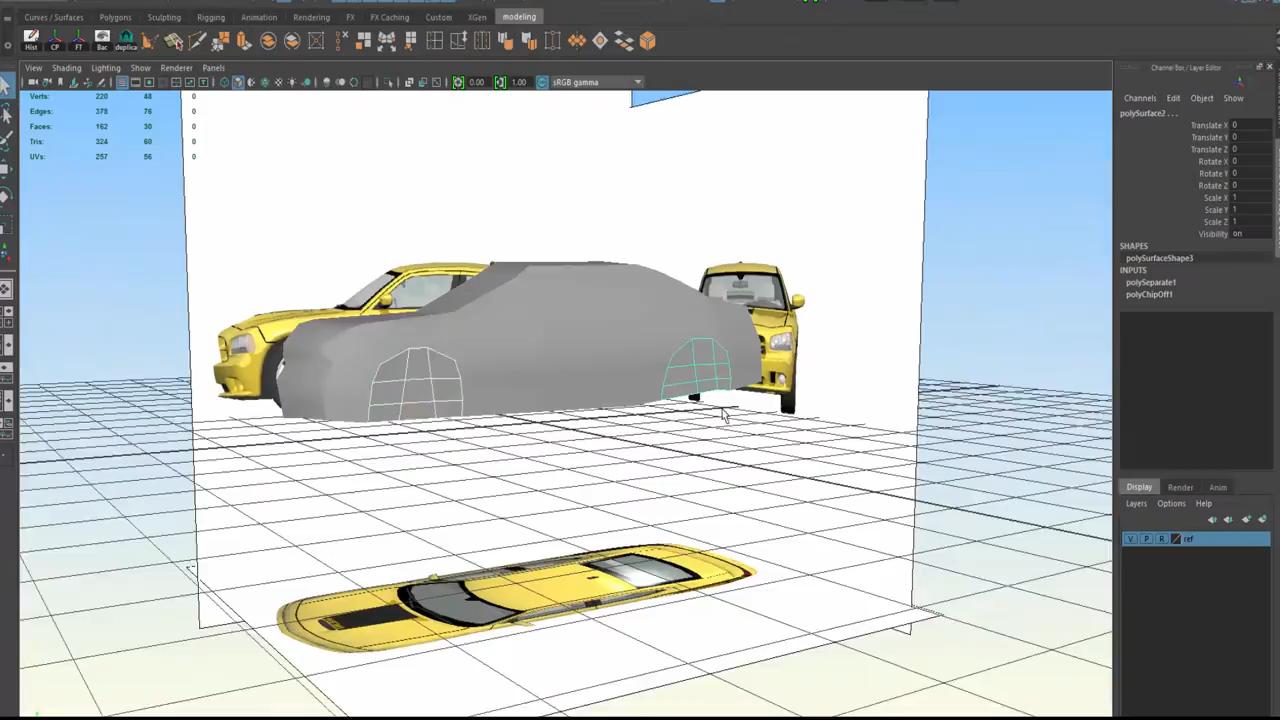 Curves / Surfaces Polygons Sculpting Rigging Animation Rendering FX FX Caching Custom XGen modeling
Hist CP FT Bac duplica
View Shading Lighting Show Renderer Panels
0.00 1.00 sRGB gamma
Verts: 220 48 0
Edges: 378 76 0
Faces: 162 30 0
Tris: 324 60 0
UVs: 257 56 0
Channel Box / Layer Editor
Channels Edit Object Show
polySurface2 . . .
Translate X 0
Translate Y 0
Translate Z 0
Rotate X 0
Rotate Y 0
Rotate Z 0
Scale X 1
Scale Y 1
Scale Z 1
Visibility on
SHAPES
polySurfaceShape3
INPUTS
polySeparate1
polyChipOff1
Display Render Anim
Layers Options Help
V P R ref